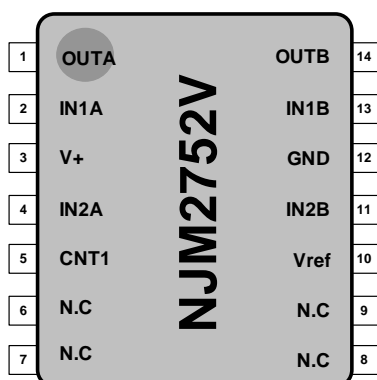 1 OUTA OUTB 14
2 IN1A IN1B 13
3 V+ GND 12
4 IN2A IN2B 11
5 CNT1 Vref 10
6 N.C N.C 9
7 N.C N.C 8
NJM2752V